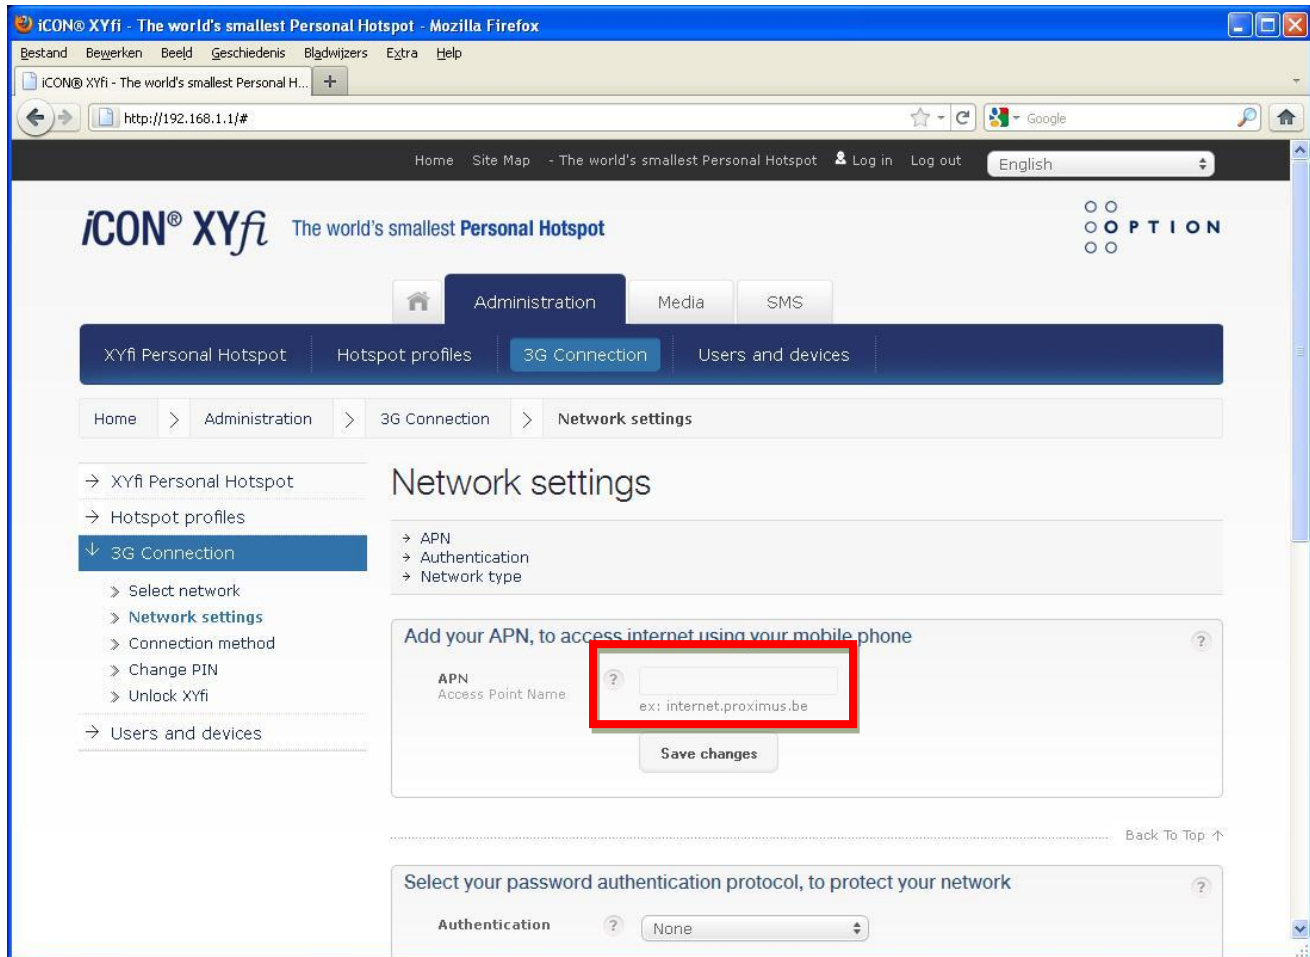 iCON® XYfi - The world's smallest Personal Hotspot - Mozilla Firefox
Bestand Bewerken Beeld Geschiedenis Bladwijzers Extra Help
iCON® XYfi - The world's smallest Personal H... +
http://192.168.1.1/# Google
Home Site Map - The world's smallest Personal Hotspot Log in Log out English
iCON® XYfi The world's smallest Personal Hotspot OPTION
Administration Media SMS
XYfi Personal Hotspot Hotspot profiles 3G Connection Users and devices
Home > Administration > 3G Connection > Network settings
→ XYfi Personal Hotspot
→ Hotspot profiles
↓ 3G Connection
» Select network
» Network settings
» Connection method
» Change PIN
» Unlock XYfi
→ Users and devices
Network settings
→ APN
→ Authentication
→ Network type
Add your APN, to access internet using your mobile phone ?
APN ?
Access Point Name
ex: internet.proximus.be
Save changes
Back To Top ↑
Select your password authentication protocol, to protect your network ?
Authentication ? None